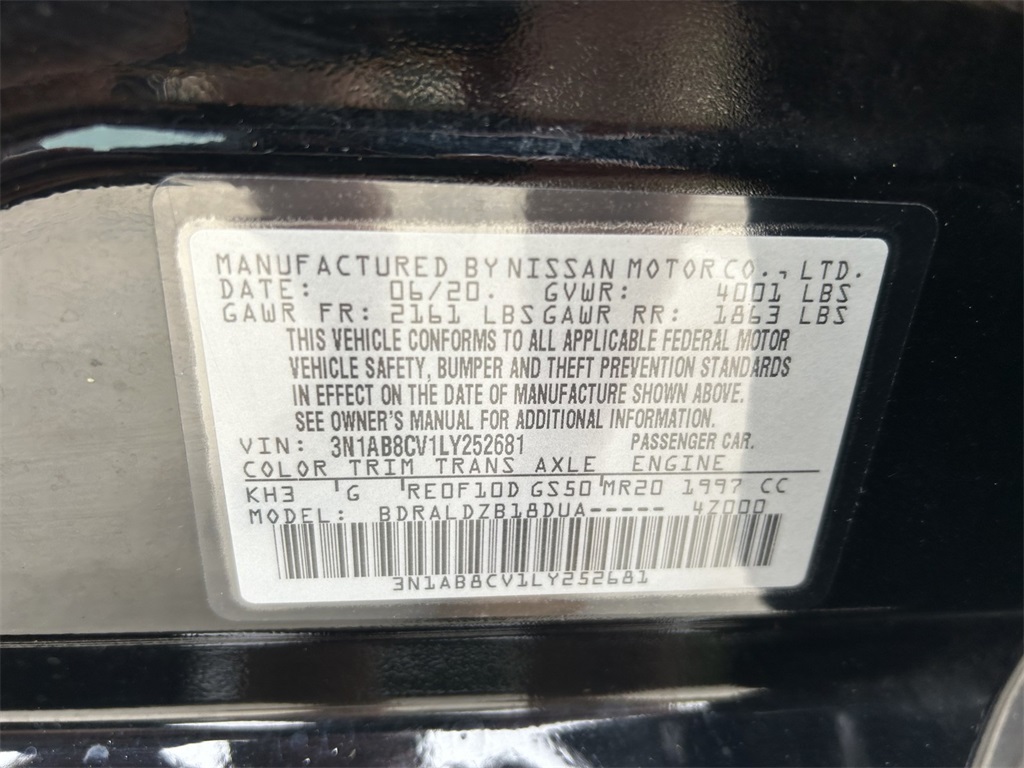 MANUFACTURED BY NISSAN MOTOR CO., LTD.
DATE: 06/20. GVWR: 4001 LBS
GAWR FR: 2161 LBS GAWR RR: 1863 LBS
THIS VEHICLE CONFORMS TO ALL APPLICABLE FEDERAL MOTOR
VEHICLE SAFETY, BUMPER AND THEFT PREVENTION STANDARDS
IN EFFECT ON THE DATE OF MANUFACTURE SHOWN ABOVE.
SEE OWNER'S MANUAL FOR ADDITIONAL INFORMATION.
VIN: 3N1AB8CV1LY252681 PASSENGER CAR.
COLOR TRIM TRANS AXLE ENGINE
KH3 G RE0F10D GS50 MR20 1997 CC
MODEL: BDRALDZB18DUA----- 4Z000
3N1AB8CV1LY252681